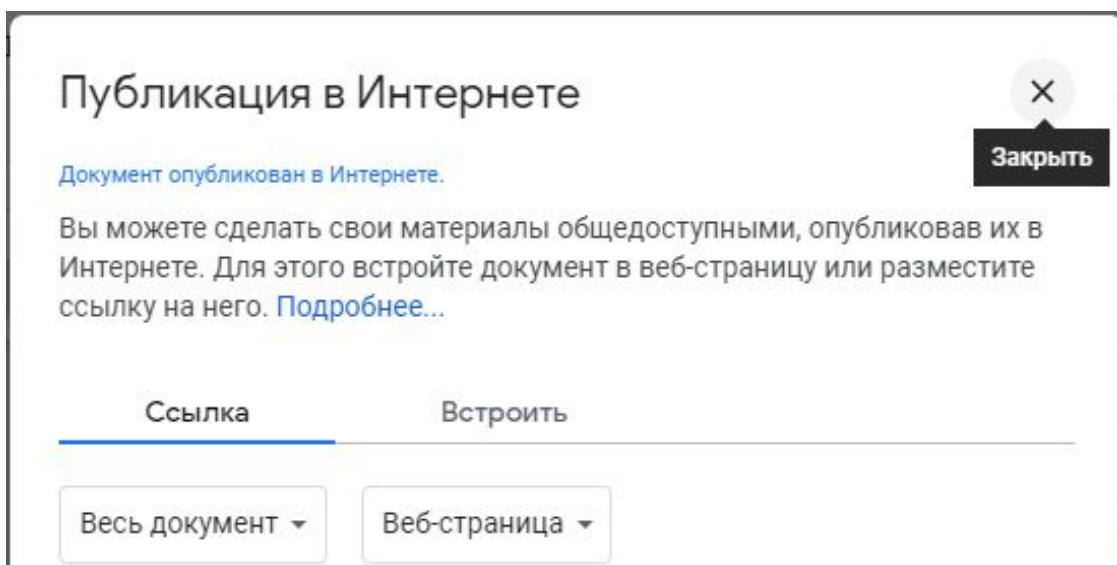 Публикация в Интернете
Закрыть
Документ опубликован в Интернете.
Вы можете сделать свои материалы общедоступными, опубликовав их в
Интернете. Для этого встройте документ в веб-страницу или разместите
ссылку на него. Подробнее...
Ссылка Встроить
Весь документ Веб-страница